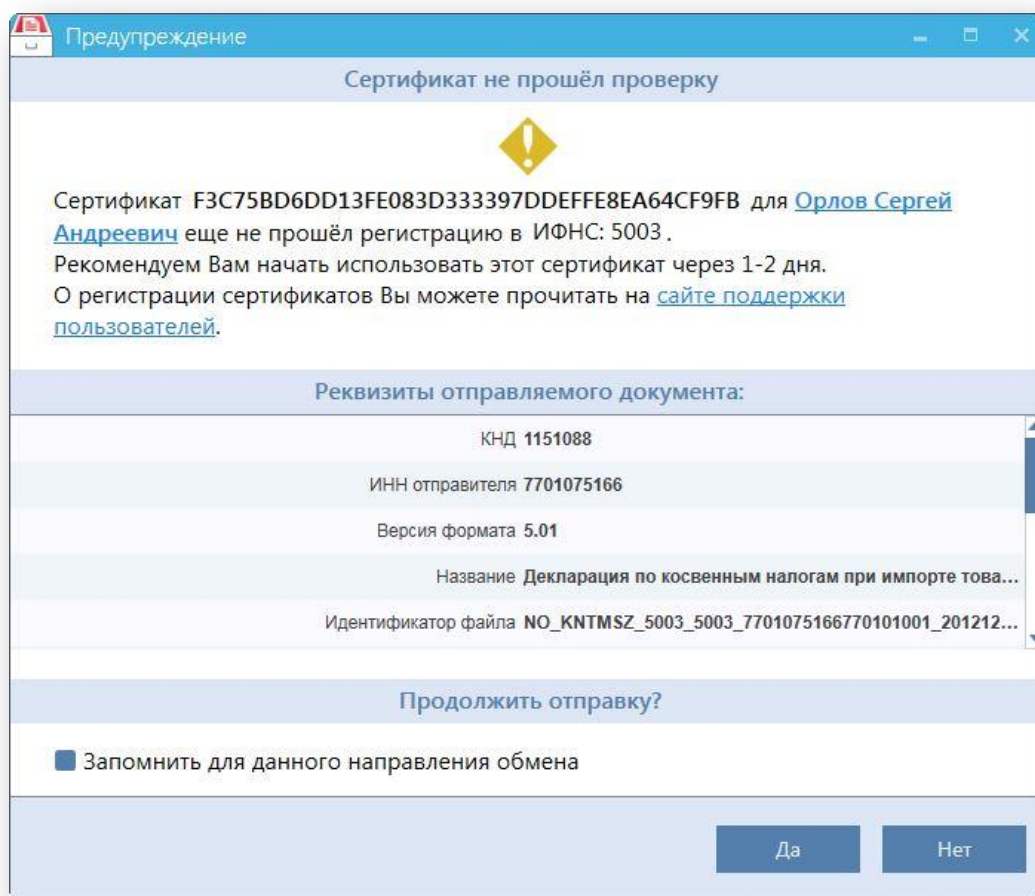 Предупреждение
Сертификат не прошёл проверку
Сертификат F3C75BD6DD13FE083D333397DDEFFE8EA64CF9FB для Орлов Сергей
Андреевич еще не прошёл регистрацию в ИФНС: 5003.
Рекомендуем Вам начать использовать этот сертификат через 1-2 дня.
О регистрации сертификатов Вы можете прочитать на сайте поддержки
пользователей.
Реквизиты отправляемого документа:
КНД 1151088
ИНН отправителя 7701075166
Версия формата 5.01
Название Декларация по косвенным налогам при импорте това...
Идентификатор файла NO_KNTMSZ_5003_5003_7701075166770101001_201212...
Продолжить отправку?
Запомнить для данного направления обмена
Да Нет